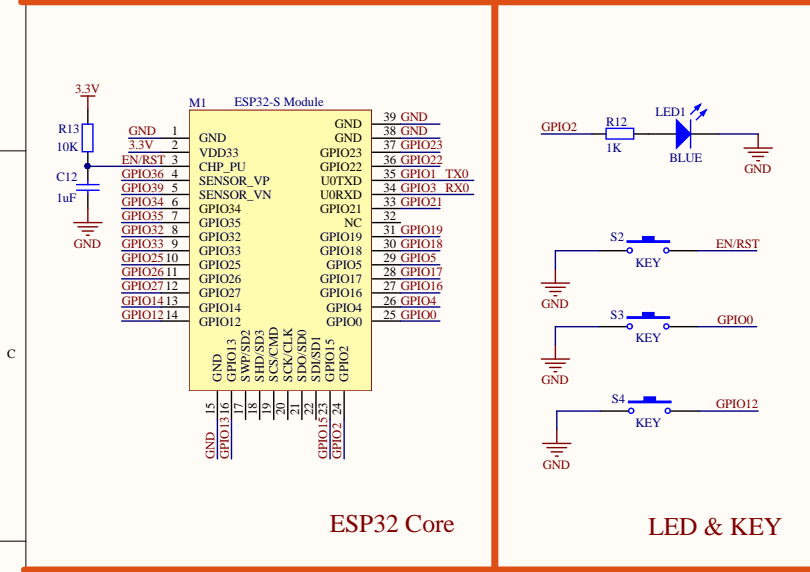 3.3V
R13
10K
C12
1uF
GND
M1 ESP32-S Module
GND 1 GND
3.3V 2 VDD33
EN/RST 3 CHP_PU
GPIO36 4 SENSOR_VP
GPIO39 5 SENSOR_VN
GPIO34 6 GPIO34
GPIO35 7 GPIO35
GPIO32 8 GPIO32
GPIO33 9 GPIO33
GPIO25 10 GPIO25
GPIO26 11 GPIO26
GPIO27 12 GPIO27
GPIO14 13 GPIO14
GPIO12 14 GPIO12
GND 39 GND
GND 38 GND
GPIO23 37 GPIO23
GPIO22 36 GPIO22
U0TXD 35 GPIO1 TX0
U0RXD 34 GPIO3 RX0
GPIO21 33 GPIO21
NC 32
GPIO19 31 GPIO19
GPIO18 30 GPIO18
GPIO5 29 GPIO5
GPIO17 28 GPIO17
GPIO16 27 GPIO16
GPIO4 26 GPIO4
GPIO0 25 GPIO0
GND 15 GND
GPIO13 16 GPIO13
SWP/SD2 17
SHD/SD3 18
SCS/CMD 19
SCK/CLK 20
SDO/SD0 21
SDI/SD1 22
GPIO15 23 GPIO15
GPIO2 24 GPIO2
C
ESP32 Core
LED1
GPIO2
R12
1K
BLUE
GND
S2
KEY
EN/RST
GND
S3
KEY
GPIO0
GND
S4
KEY
GPIO12
GND
LED & KEY